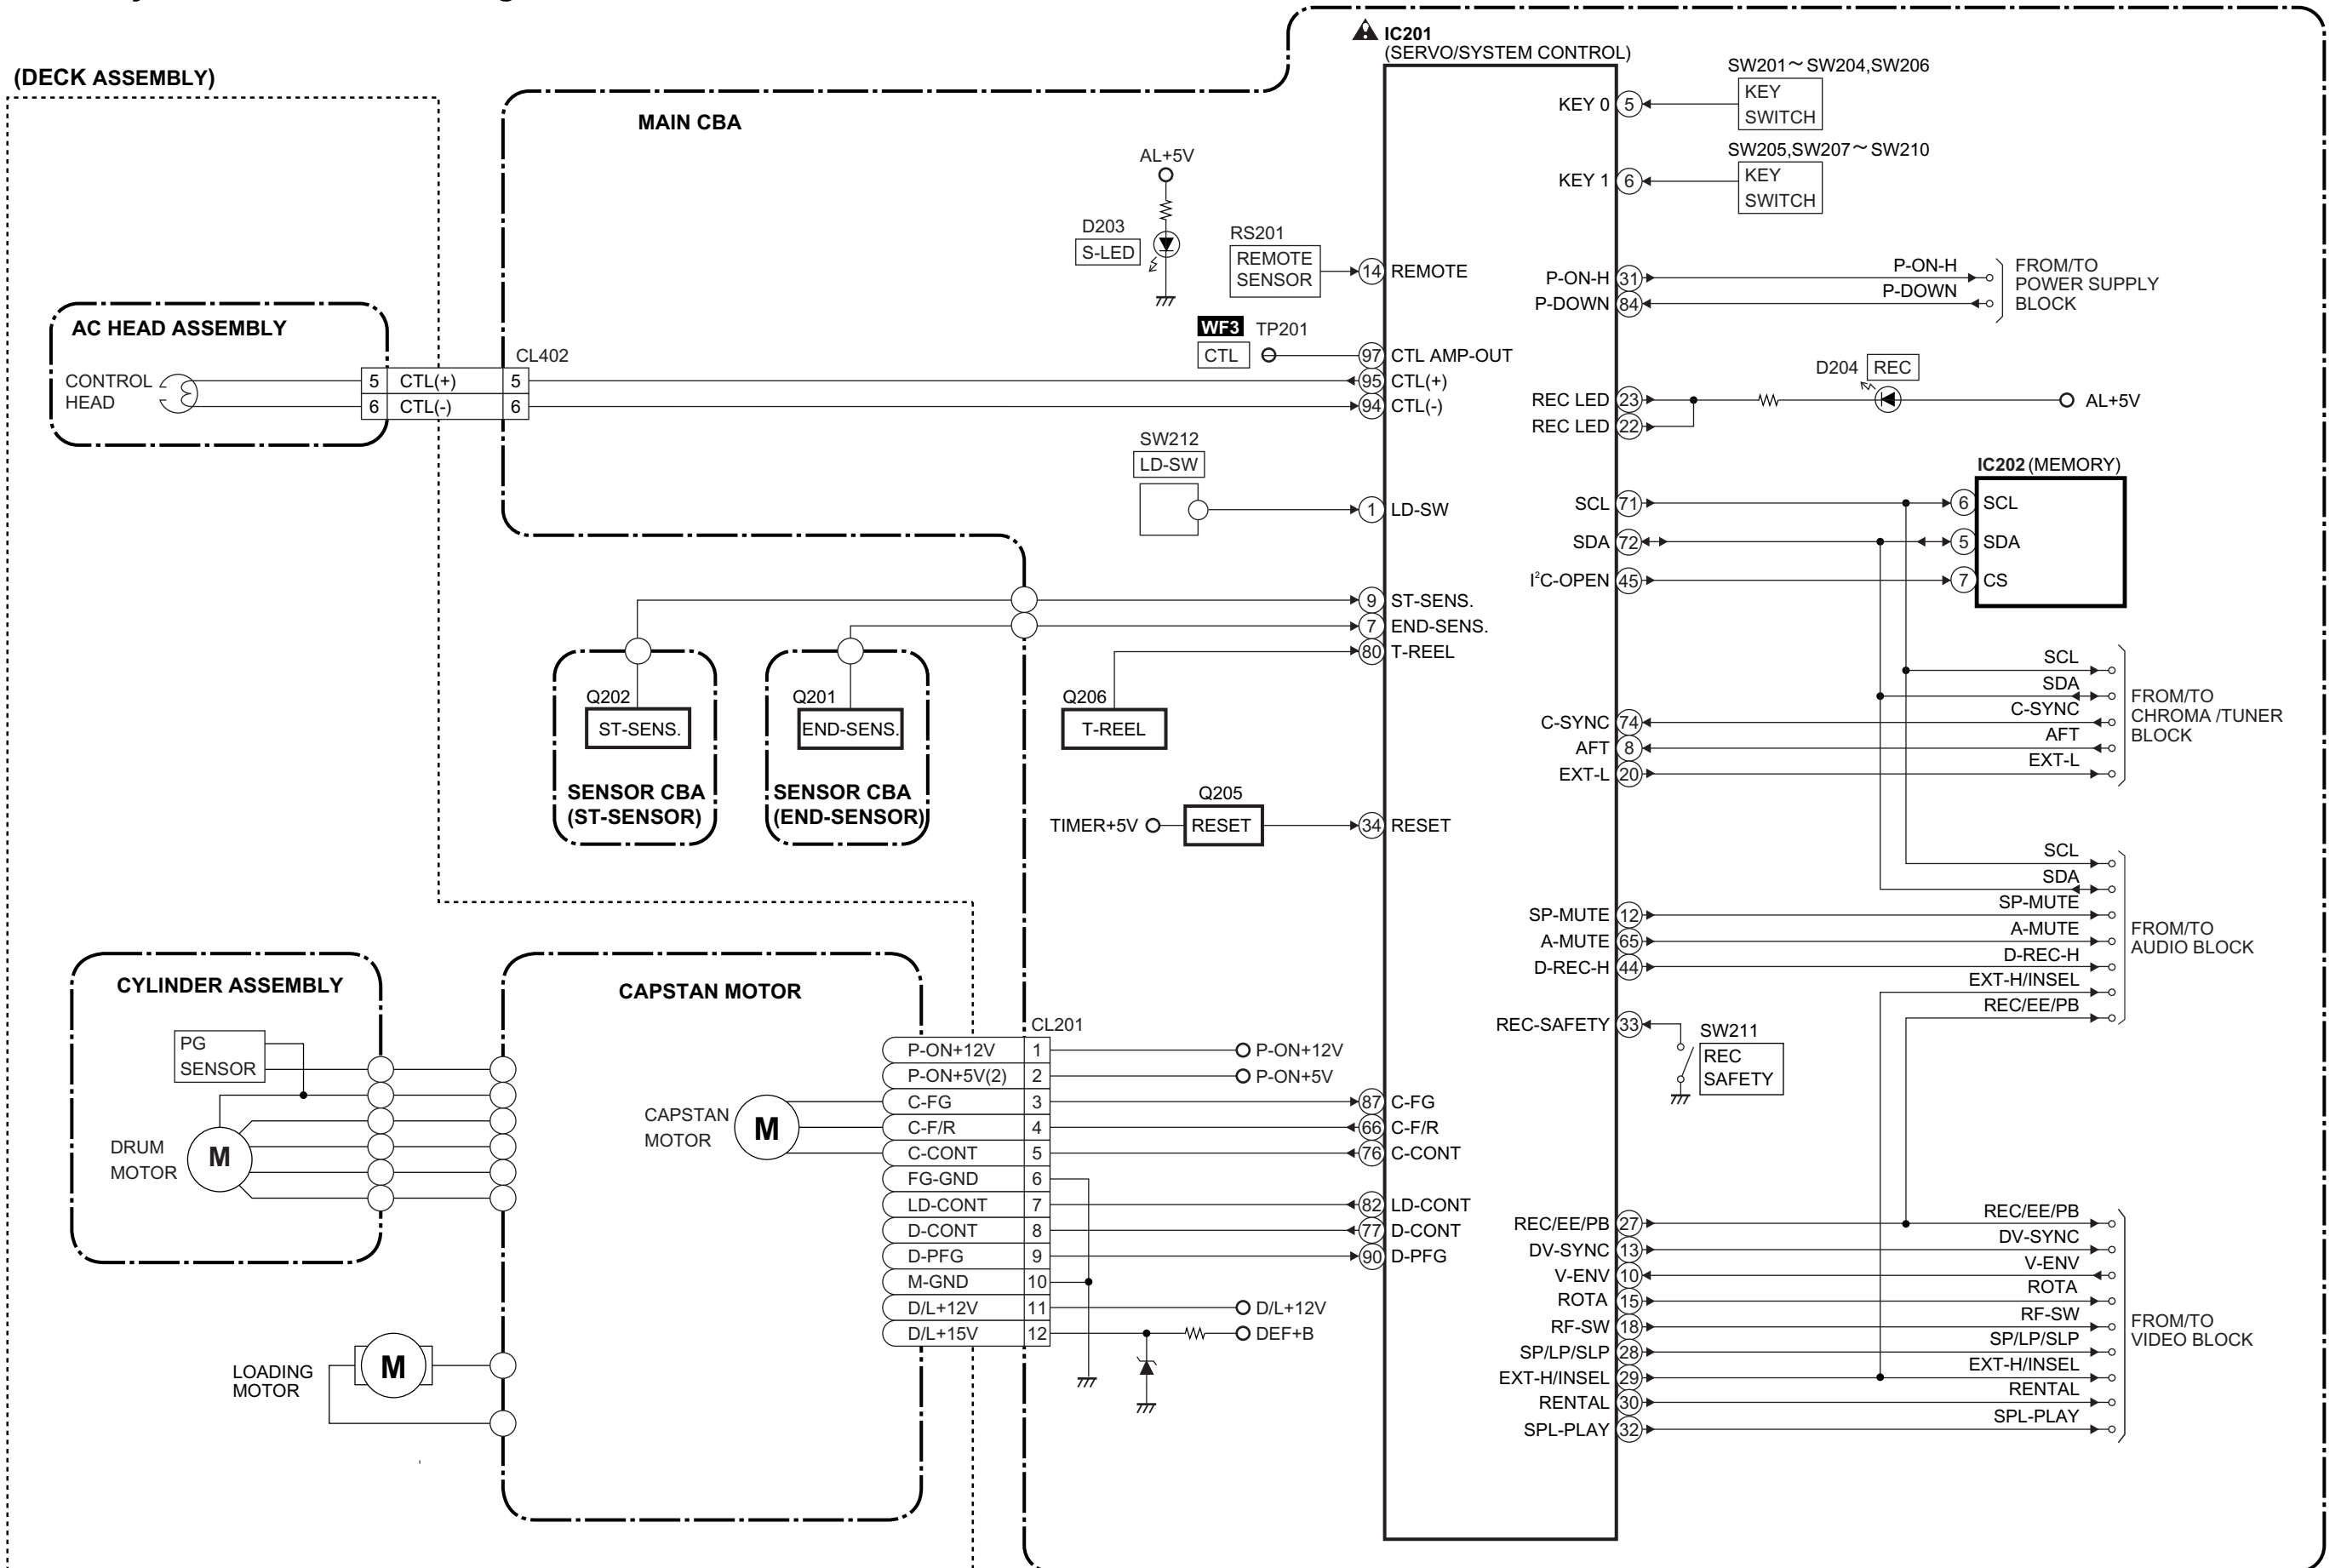 (DECK ASSEMBLY)
MAIN CBA
IC201
(SERVO/SYSTEM CONTROL)
AC HEAD ASSEMBLY
CONTROL
HEAD
5 CTL(+) 5
6 CTL(-) 6
CL402
AL+5V
D203
S-LED
RS201
REMOTE
SENSOR
14 REMOTE
WF3 TP201
CTL
97 CTL AMP-OUT
95 CTL(+)
94 CTL(-)
SW212
LD-SW
1 LD-SW
9 ST-SENS.
7 END-SENS.
80 T-REEL
Q202
ST-SENS.
SENSOR CBA
(ST-SENSOR)
Q201
END-SENS.
SENSOR CBA
(END-SENSOR)
Q206
T-REEL
Q205
TIMER+5V
RESET
34 RESET
CYLINDER ASSEMBLY
PG
SENSOR
DRUM
MOTOR
M
LOADING
MOTOR
M
CAPSTAN MOTOR
CAPSTAN
MOTOR
M
CL201
P-ON+12V 1 P-ON+12V
P-ON+5V(2) 2 P-ON+5V
C-FG 3 87 C-FG
C-F/R 4 66 C-F/R
C-CONT 5 76 C-CONT
FG-GND 6
LD-CONT 7 82 LD-CONT
D-CONT 8 77 D-CONT
D-PFG 9 90 D-PFG
M-GND 10
D/L+12V 11 D/L+12V
D/L+15V 12 DEF+B
SW201~SW204,SW206
KEY 0 5
KEY
SWITCH
SW205,SW207~SW210
KEY 1 6
KEY
SWITCH
P-ON-H 31 P-ON-H
P-DOWN 84 P-DOWN
FROM/TO
POWER SUPPLY
BLOCK
D204 REC
REC LED 23
AL+5V
REC LED 22
IC202 (MEMORY)
SCL 71 6 SCL
SDA 72 5 SDA
I²C-OPEN 45 7 CS
SCL
SDA
C-SYNC 74 C-SYNC
AFT 8 AFT
EXT-L 20 EXT-L
FROM/TO
CHROMA /TUNER
BLOCK
SCL
SDA
SP-MUTE 12 SP-MUTE
A-MUTE 65 A-MUTE
D-REC-H 44 D-REC-H
EXT-H/INSEL
REC/EE/PB
FROM/TO
AUDIO BLOCK
REC-SAFETY 33
SW211
REC
SAFETY
REC/EE/PB 27 REC/EE/PB
DV-SYNC 13 DV-SYNC
V-ENV 10 V-ENV
ROTA 15 ROTA
RF-SW 18 RF-SW
SP/LP/SLP 28 SP/LP/SLP
EXT-H/INSEL 29 EXT-H/INSEL
RENTAL 30 RENTAL
SPL-PLAY 32 SPL-PLAY
FROM/TO
VIDEO BLOCK